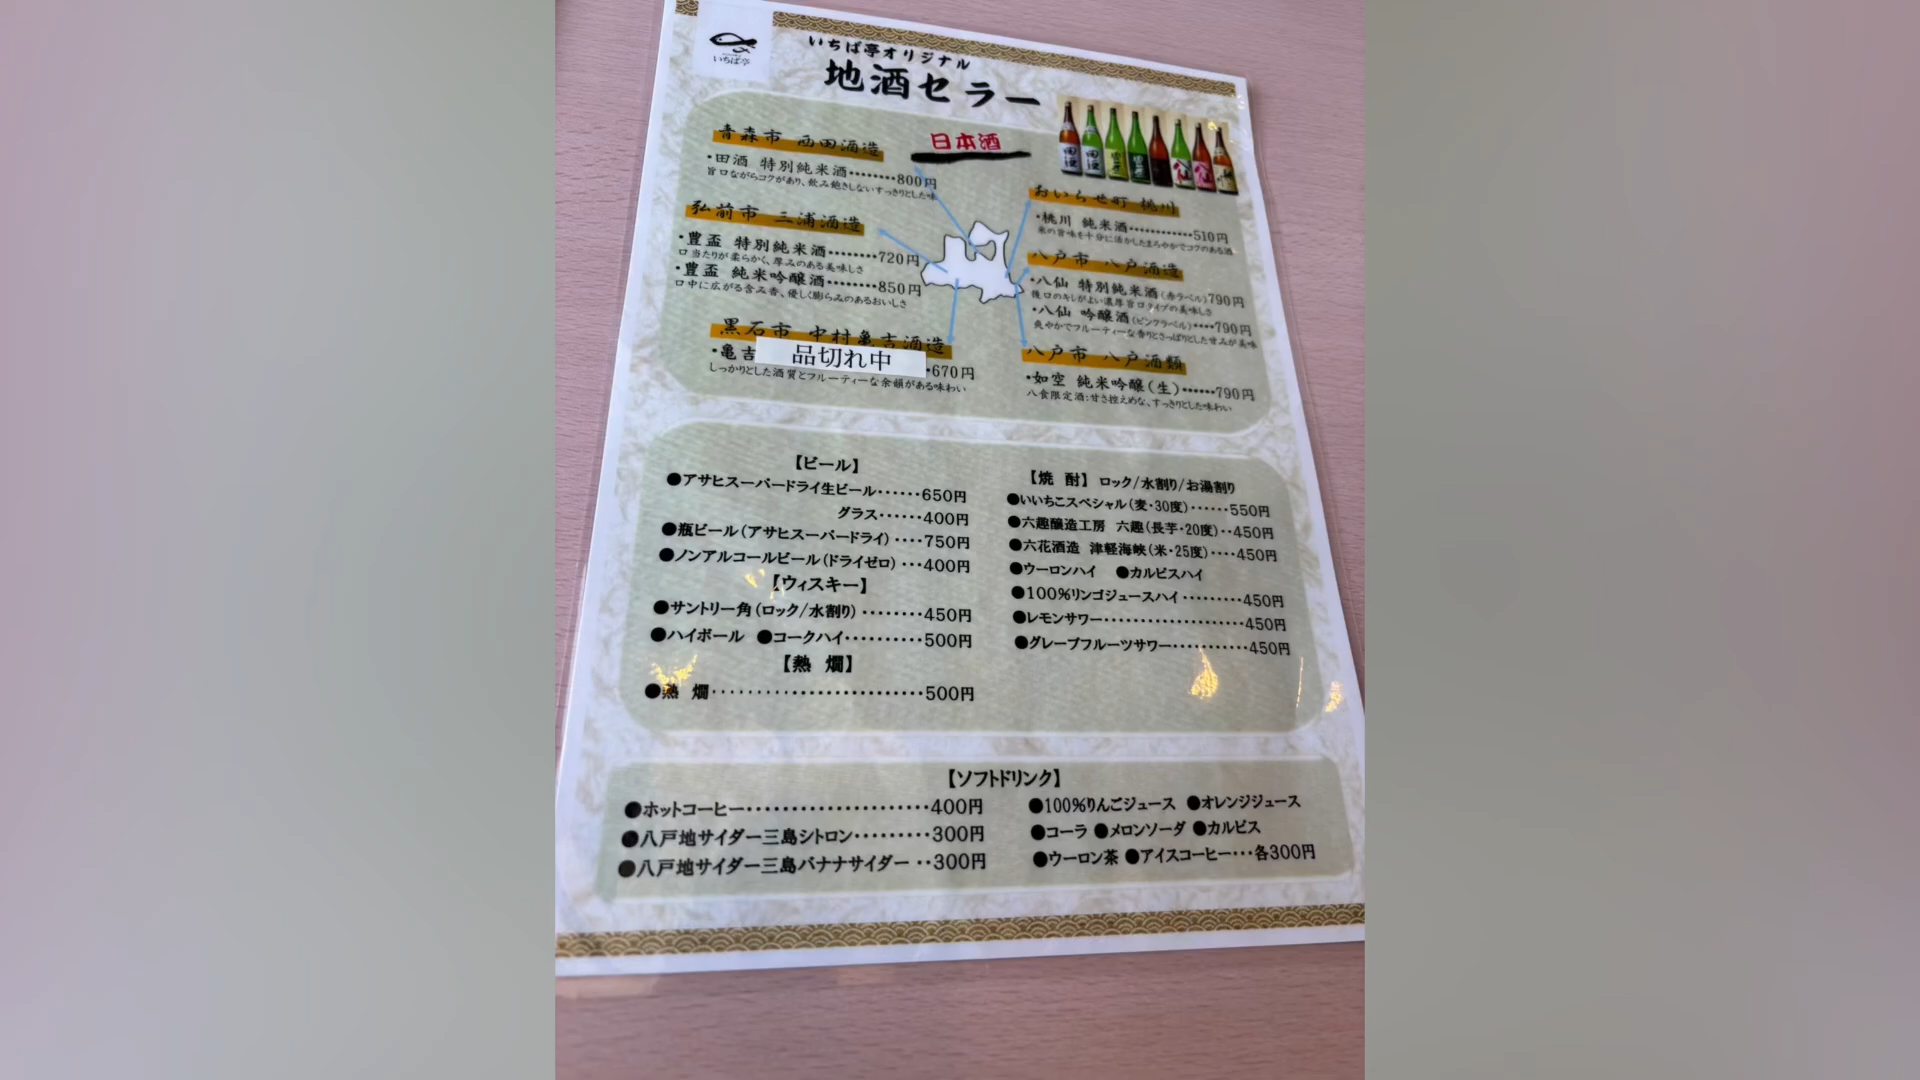 いちば亭
いちば亭オリジナル
地酒セラー
日本酒
青森市 西田酒造
・田酒 特別純米酒········800円
旨口ながらコクがあり、飲み飽きしないすっきりとした味
弘前市 三浦酒造
・豊盃 特別純米酒········720円
口当たりが柔らかく、厚みのある美味しさ
・豊盃 純米吟醸酒········850円
口中に広がる含み香、優しく膨らみのあるおいしさ
黒石市 中村亀吉酒造
・亀吉 品切れ中 ·670円
しっかりとした酒質とフルーティーな余韻がある味わい
おいらせ町 桃川
・桃川 純米酒············510円
米の旨味を十分に活かしたまろやかでコクのある酒
八戸市 八戸酒造
・八仙 特別純米酒(赤ラベル)790円
後口のキレがよい濃厚旨口タイプの美味しさ
・八仙 吟醸酒(ピンクラベル)····790円
爽やかでフルーティーな香りとさっぱりとした甘みが美味
八戸市 八戸酒類
・如空 純米吟醸(生)······790円
八食限定酒:甘さ控えめな、すっきりとした味わい
【ビール】
●アサヒスーパードライ生ビール······650円
グラス······400円
●瓶ビール(アサヒスーパードライ)····750円
●ノンアルコールビール(ドライゼロ)···400円
【ウィスキー】
●サントリー角(ロック/水割り)········450円
●ハイボール ●コークハイ··········500円
【熱 燗】
●熱 燗··························500円
【焼 酎】 ロック/水割り/お湯割り
●いいちこスペシャル(麦・30度)······550円
●六趣醸造工房 六趣(長芋・20度)··450円
●六花酒造 津軽海峡(米・25度)····450円
●ウーロンハイ ●カルピスハイ
●100%リンゴジュースハイ·········450円
●レモンサワー·····················450円
●グレープフルーツサワー···········450円
【ソフトドリンク】
●ホットコーヒー·····················400円
●八戸地サイダー三島シトロン·········300円
●八戸地サイダー三島バナナサイダー··300円
●100%りんごジュース ●オレンジジュース
●コーラ ●メロンソーダ ●カルピス
●ウーロン茶 ●アイスコーヒー···各300円